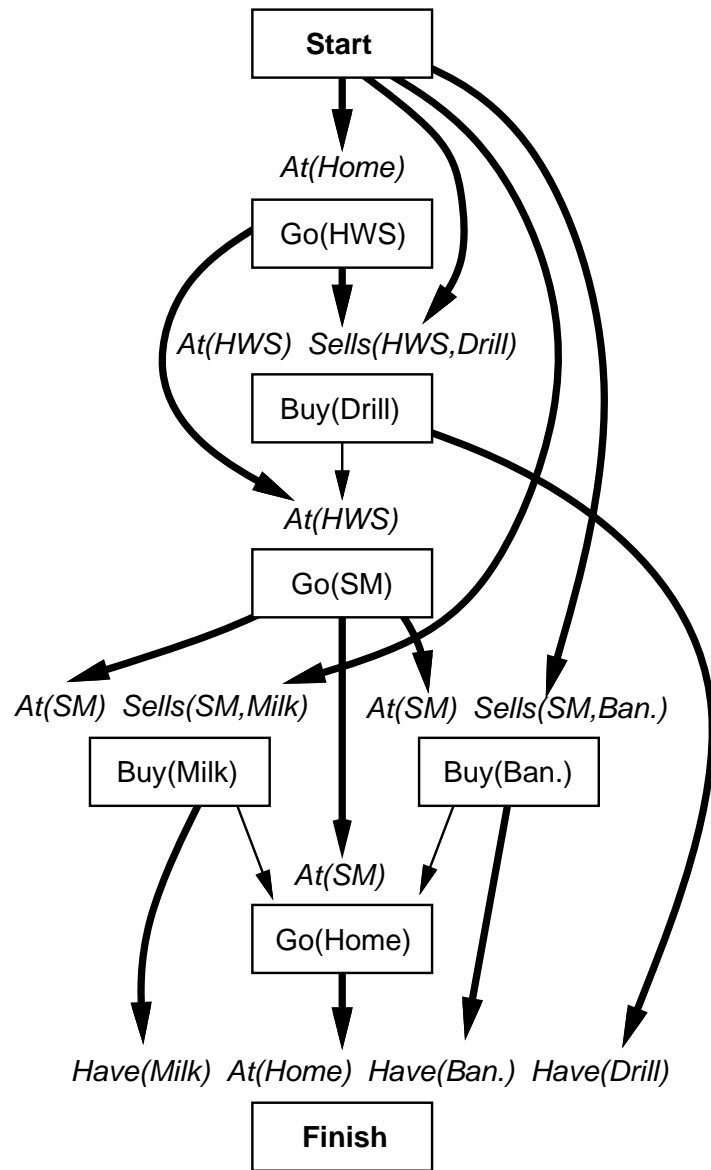 Start
At(Home)
Go(HWS)
At(HWS) Sells(HWS,Drill)
Buy(Drill)
At(HWS)
Go(SM)
At(SM) Sells(SM,Milk) At(SM) Sells(SM,Ban.)
Buy(Milk) Buy(Ban.)
At(SM)
Go(Home)
Have(Milk) At(Home) Have(Ban.) Have(Drill)
Finish